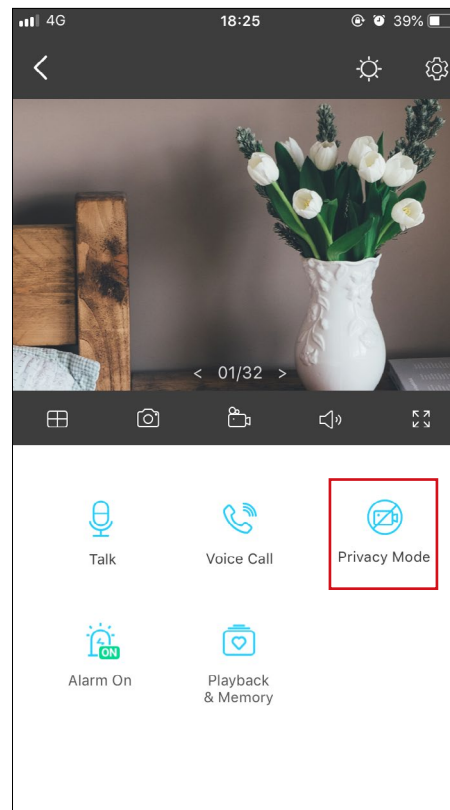 4G
18:25
39%
< 01/32 >
Talk
Voice Call
Privacy Mode
ON
Alarm On
Playback
& Memory